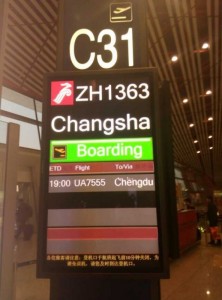 C31
ZH1363
Changsha
Boarding
ETD Flight To/Via
19:00 UA7555 Chengdu